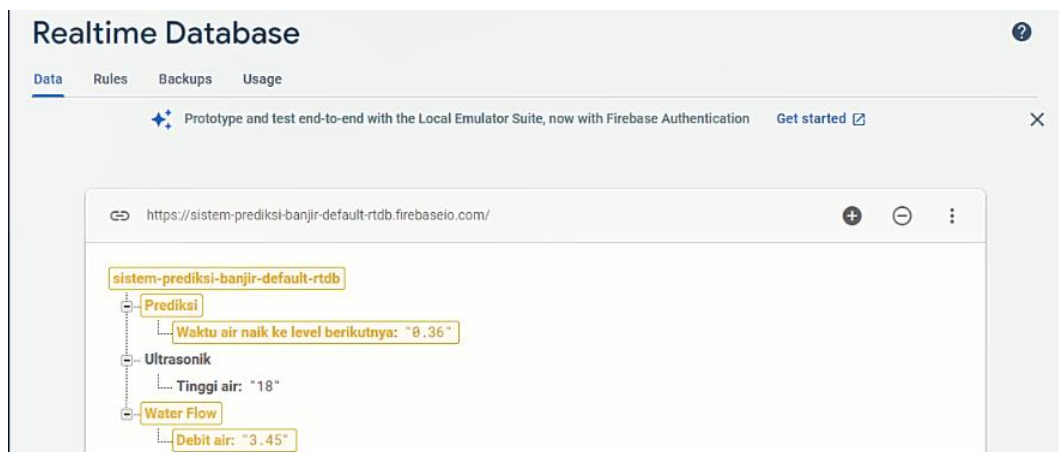 Realtime Database
Data Rules Backups Usage
Prototype and test end-to-end with the Local Emulator Suite, now with Firebase Authentication Get started
https://sistem-prediksi-banjir-default-rtdb.firebaseio.com/
sistem-prediksi-banjir-default-rtdb
Prediksi
Waktu air naik ke level berikutnya: "0.36"
Ultrasonik
Tinggi air: "18"
Water Flow
Debit air: "3.45"